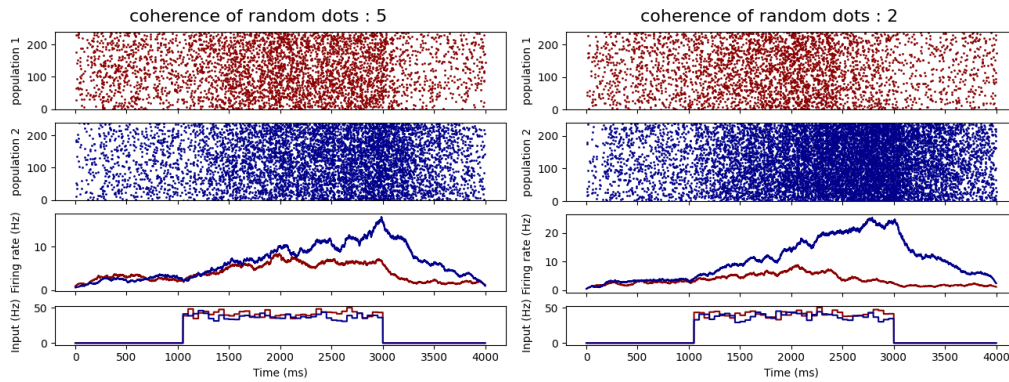 coherence of random dots : 5
population 1
200
100
0
population 2
200
100
0
Firing rate (Hz)
10
0
Input (Hz)
50
0
0 500 1000 1500 2000 2500 3000 3500 4000
Time (ms)
coherence of random dots : 2
population 1
200
100
0
population 2
200
100
0
Firing rate (Hz)
20
10
0
Input (Hz)
50
0
0 500 1000 1500 2000 2500 3000 3500 4000
Time (ms)